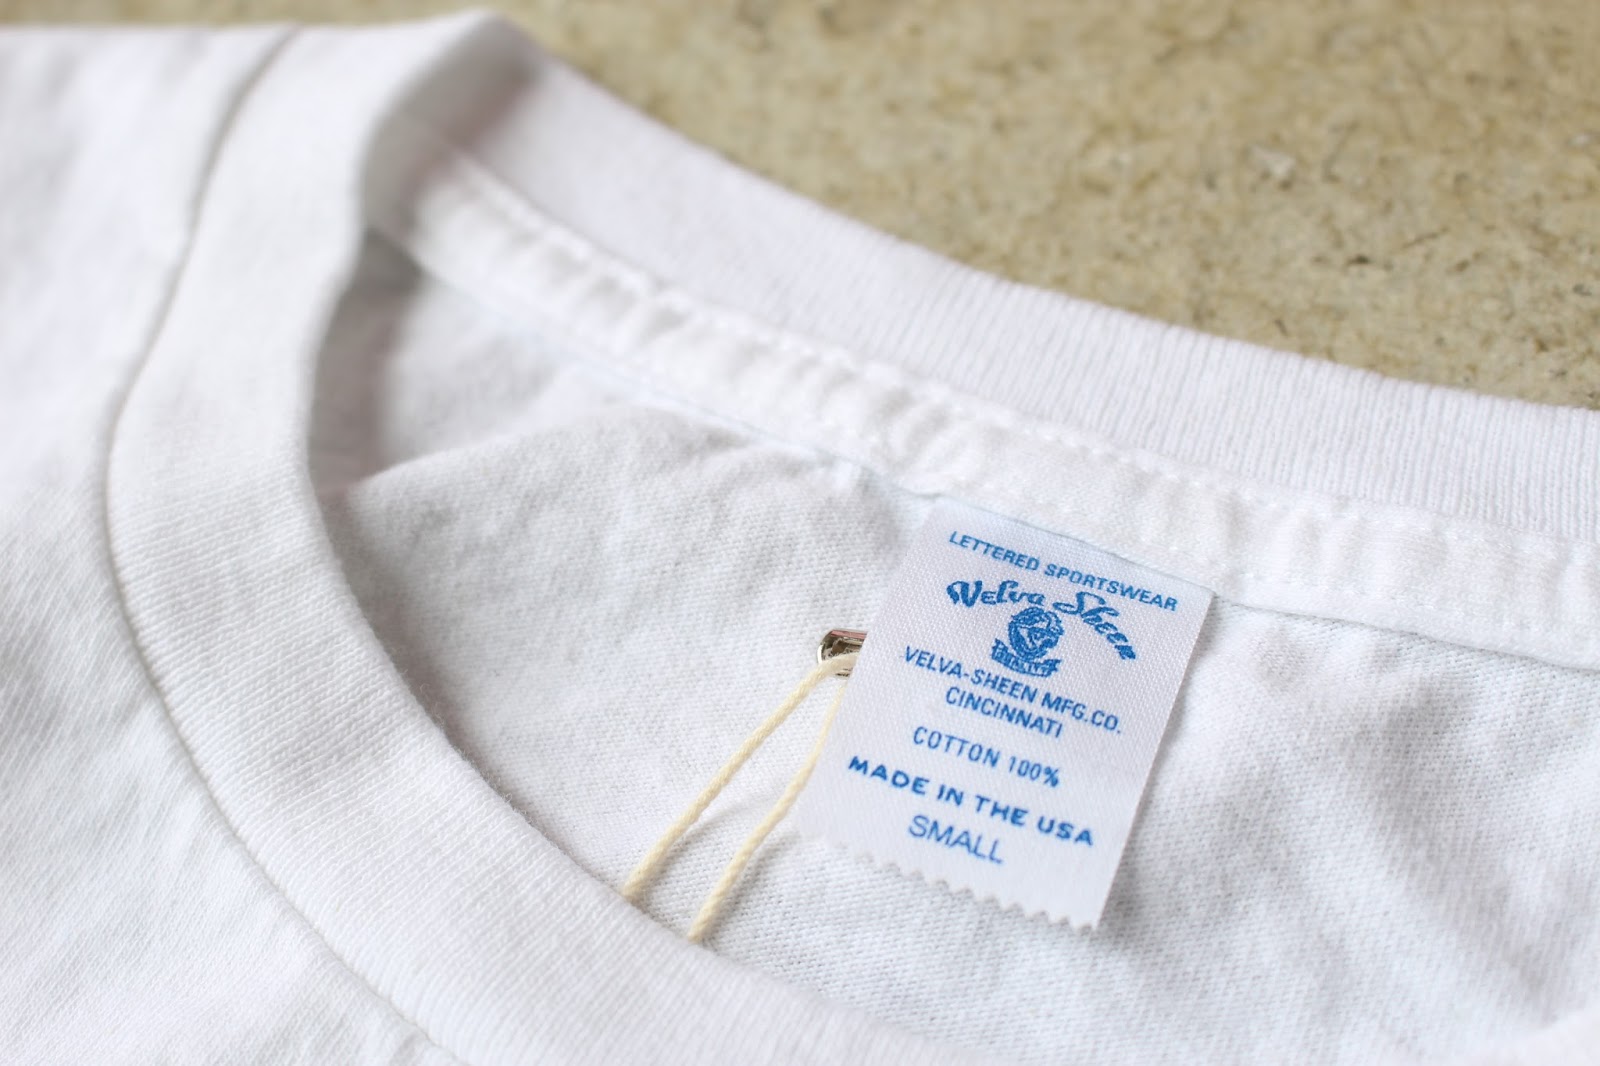 LETTERED SPORTSWEAR
Velva Sheen
VELVA-SHEEN MFG.CO.
CINCINNATI
COTTON 100%
MADE IN THE USA
SMALL